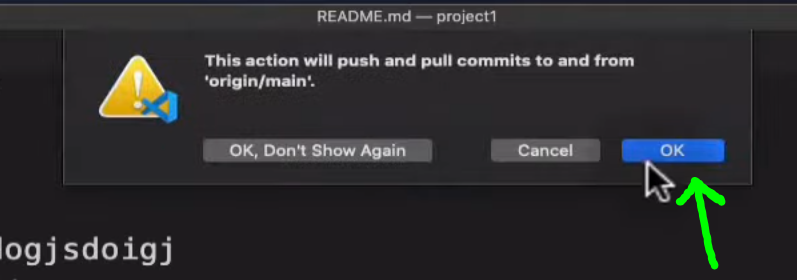 README.md — project1
This action will push and pull commits to and from
'origin/main'.
OK, Don't Show Again
Cancel
OK